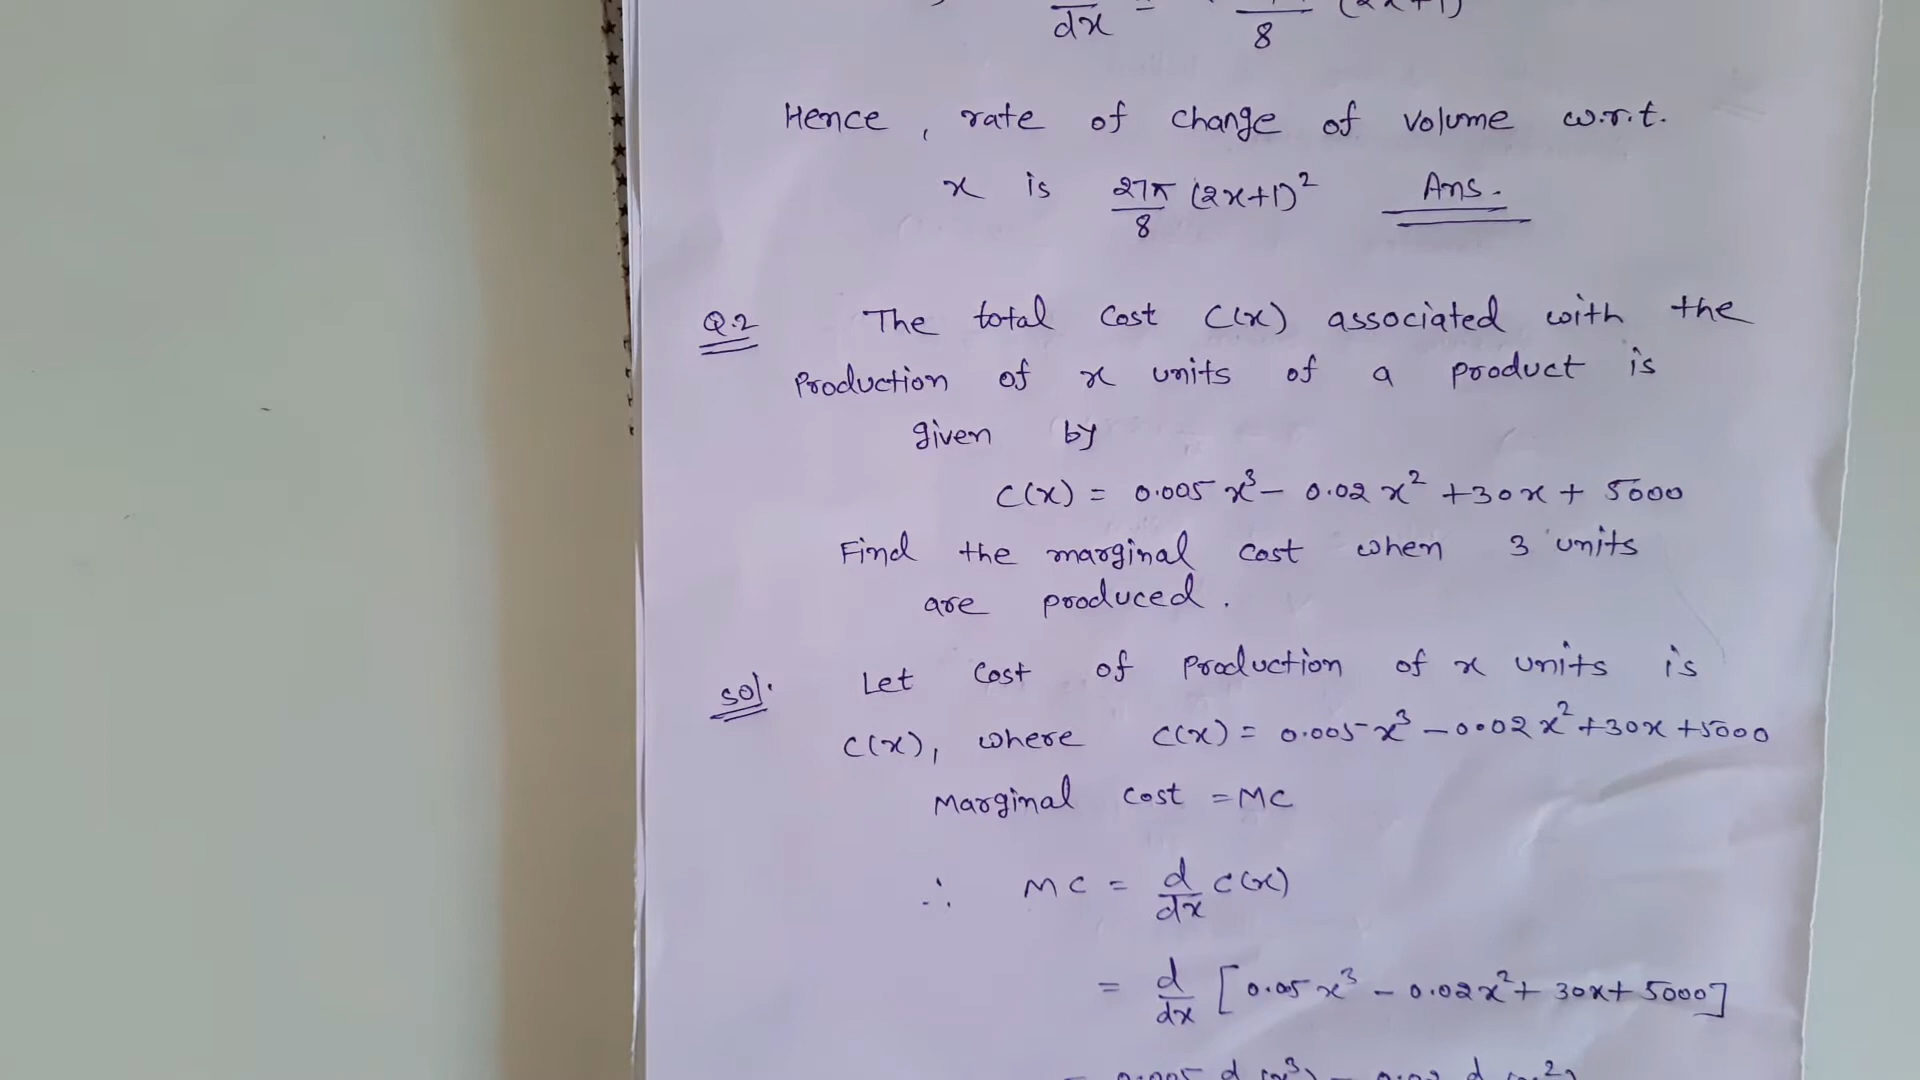 dx = 8 (2x+1)
Hence, rate of change of volume w.r.t.
x is 27π/8 (2x+1)² Ans.
Q.2 The total cost C(x) associated with the
Production of x units of a product is
given by
C(x) = 0.005x³ - 0.02x² + 30x + 5000
Find the marginal cost when 3 units
are produced.
Sol. Let cost of production of x units is
C(x), where C(x) = 0.005x³ - 0.02x² + 30x + 5000
Marginal cost = MC
∴ MC = d/dx C(x)
= d/dx [0.05x³ - 0.02x² + 30x + 5000]